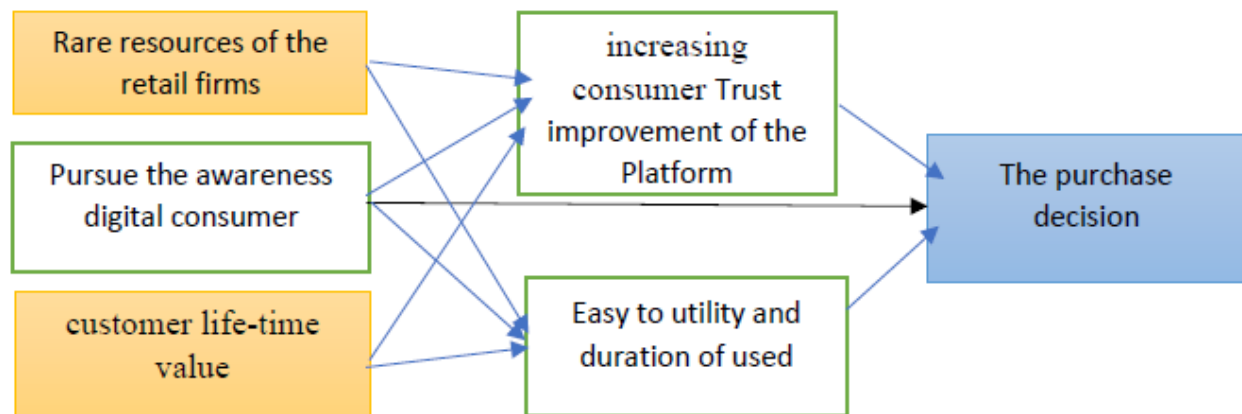 Rare resources of the
retail firms
Pursue the awareness
digital consumer
customer life-time
value
increasing
consumer Trust
improvement of the
Platform
Easy to utility and
duration of used
The purchase
decision